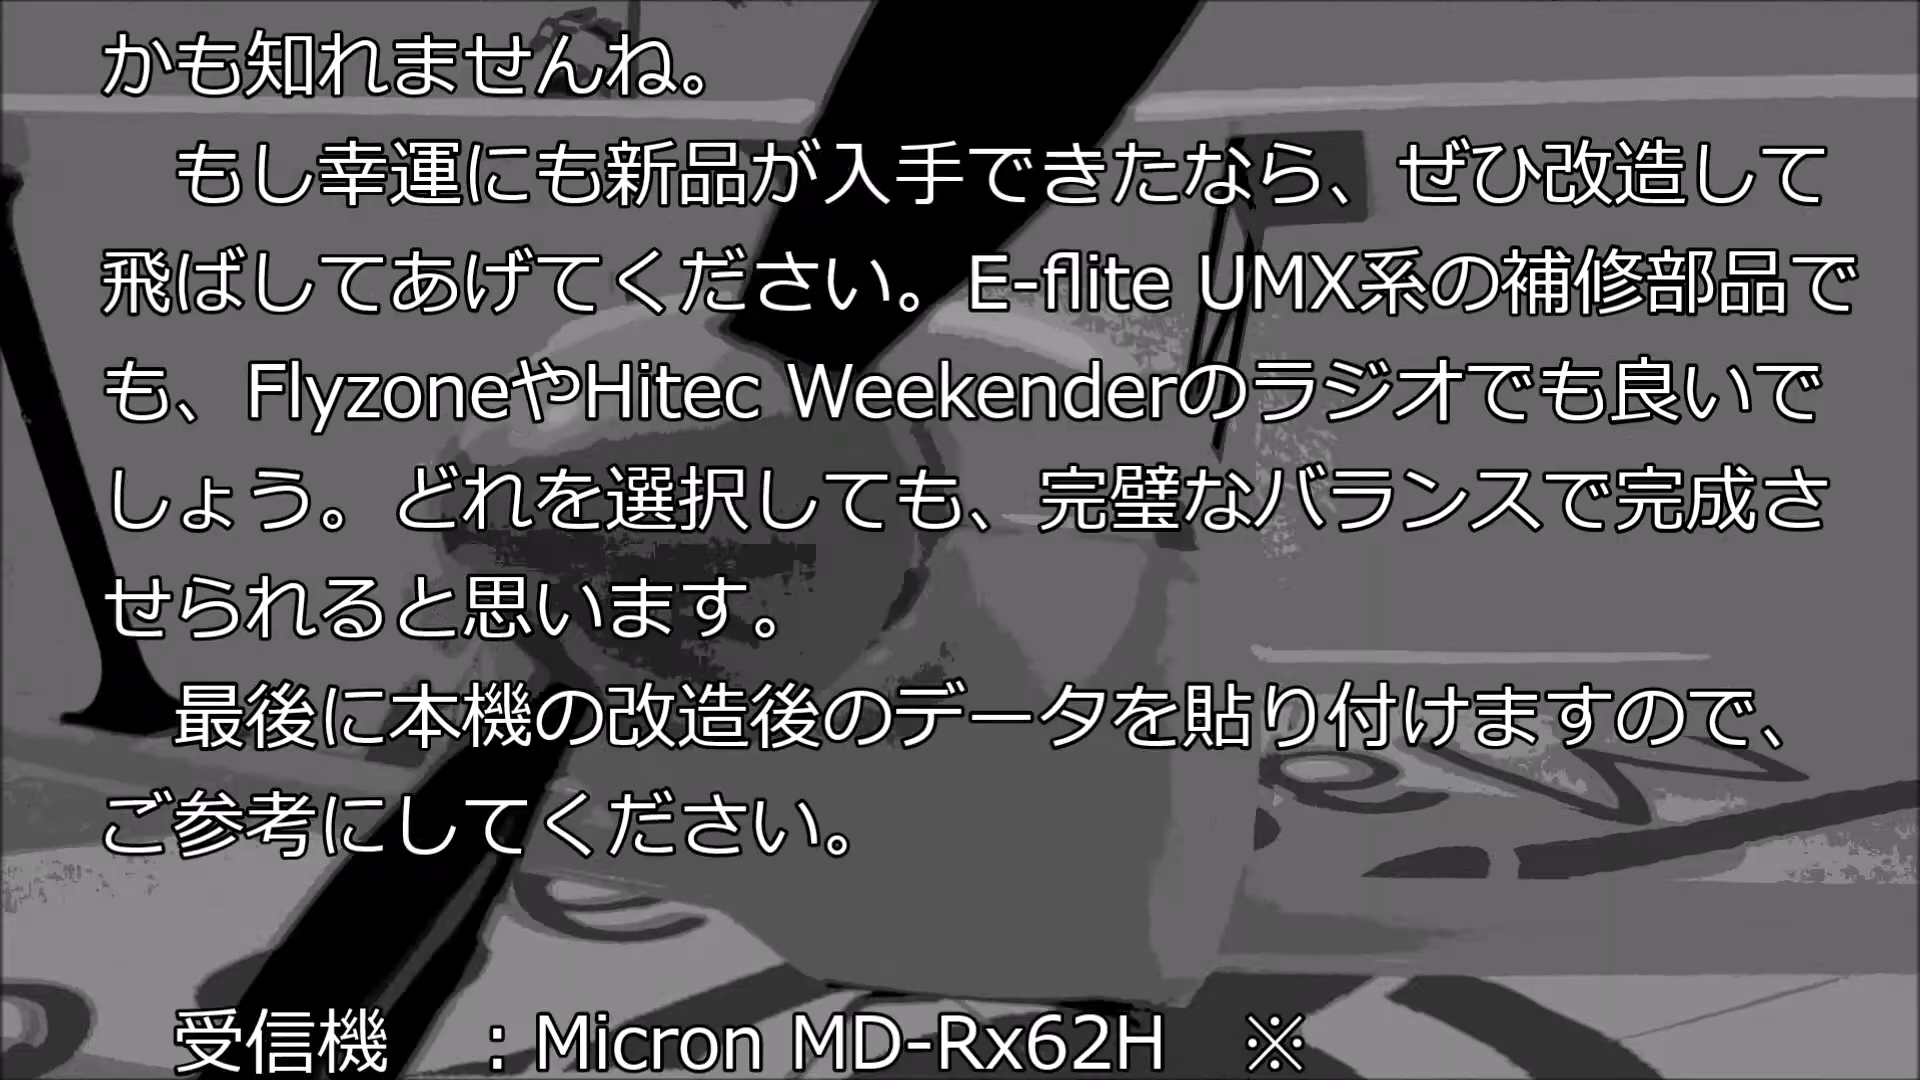 かも知れませんね。
　もし幸運にも新品が入手できたなら、ぜひ改造して
飛ばしてあげてください。E-flite UMX系の補修部品で
も、FlyzoneやHitec Weekenderのラジオでも良いで
しょう。どれを選択しても、完璧なバランスで完成さ
せられると思います。
　最後に本機の改造後のデータを貼り付けますので、
ご参考にしてください。
　受信機　：Micron MD-Rx62H　※